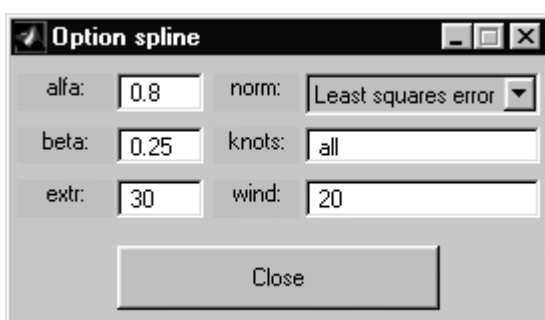 Option spline
alfa: 0.8 norm: Least squares error
beta: 0.25 knots: all
extr: 30 wind: 20
Close